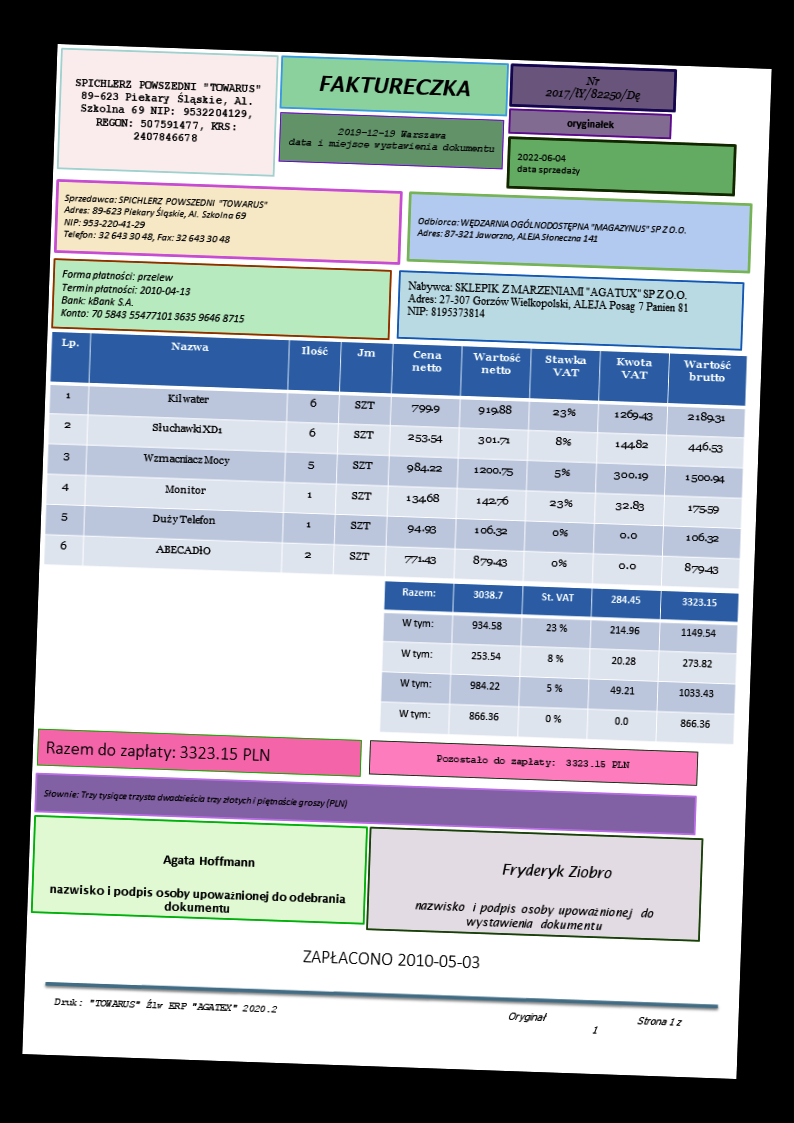 SPICHLERZ POWSZEDNI "TOWARUS"
89-623 Piekary Śląskie, Al.
Szkolna 69 NIP: 9532204129,
REGON: 507591477, KRS:
2407846678
FAKTURECZKA
2019-12-19 Warszawa
data i miejsce wystawienia dokumentu
Nr
2017/łY/82250/Dę
oryginałek
2022-06-04
data sprzedaży
Sprzedawca: SPICHLERZ POWSZEDNI "TOWARUS"
Adres: 89-623 Piekary Śląskie, Al. Szkolna 69
NIP: 953-220-41-29
Telefon: 32 643 30 48, Fax: 32 643 30 48
Odbiorca: WĘDZARNIA OGÓLNODOSTĘPNA "MAGAZYNUS" SP Z O.O.
Adres: 87-321 Jaworzno, ALEJA Słoneczna 141
Forma płatności: przelew
Termin płatności: 2010-04-13
Bank: kBank S.A.
Konto: 70 5843 55477101 3635 9646 8715
Nabywca: SKLEPIK Z MARZENIAMI "AGATUX" SP Z O.O.
Adres: 27-307 Gorzów Wielkopolski, ALEJA Posąg 7 Panien 81
NIP: 8195373814
Lp. Nazwa Ilość Jm Cena netto Wartość netto Stawka VAT Kwota VAT Wartość brutto
1 Kilwater 6 SZT 799.9 919.88 23% 1269.43 2189.31
2 Słuchawki XD1 6 SZT 253.54 301.71 8% 144.82 446.53
3 Wzmacniacz Mocy 5 SZT 984.22 1200.75 5% 300.19 1500.94
4 Monitor 1 SZT 134.68 142.76 23% 32.83 175.59
5 Duży Telefon 1 SZT 94.93 106.32 0% 0.0 106.32
6 ABECADłO 2 SZT 771.43 879.43 0% 0.0 879.43
Razem: 3038.7 St. VAT 284.45 3323.15
W tym: 934.58 23 % 214.96 1149.54
W tym: 253.54 8 % 20.28 273.82
W tym: 984.22 5 % 49.21 1033.43
W tym: 866.36 0 % 0.0 866.36
Razem do zapłaty: 3323.15 PLN
Pozostało do zapłaty: 3323.15 PLN
Słownie: Trzy tysiące trzysta dwadzieścia trzy złotych i piętnaście groszy (PLN)
Agata Hoffmann
nazwisko i podpis osoby upoważnionej do odebrania
dokumentu
Fryderyk Ziobro
nazwisko i podpis osoby upoważnionej do
wystawienia dokumentu
ZAPŁACONO 2010-05-03
Druk: "TOWARUS" Źlw ERP "AGATEX" 2020.2
Oryginał
Strona 1 z
1